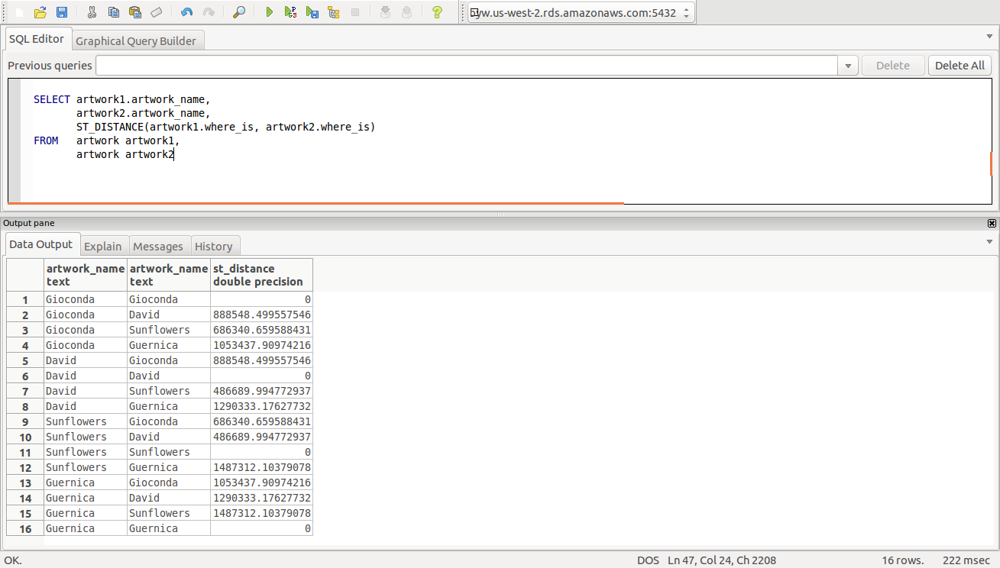 yw.us-west-2.rds.amazonaws.com:5432
SQL Editor
Graphical Query Builder
Previous queries
Delete
Delete All
SELECT artwork1.artwork_name,
artwork2.artwork_name,
ST_DISTANCE(artwork1.where_is, artwork2.where_is)
FROM artwork artwork1,
artwork artwork2
Output pane
Data Output
Explain
Messages
History
artwork_name text
artwork_name text
st_distance double precision
1 Gioconda Gioconda 0
2 Gioconda David 888548.499557546
3 Gioconda Sunflowers 686340.659588431
4 Gioconda Guernica 1053437.90974216
5 David Gioconda 888548.499557546
6 David David 0
7 David Sunflowers 486689.994772937
8 David Guernica 1290333.17627732
9 Sunflowers Gioconda 686340.659588431
10 Sunflowers David 486689.994772937
11 Sunflowers Sunflowers 0
12 Sunflowers Guernica 1487312.10379078
13 Guernica Gioconda 1053437.90974216
14 Guernica David 1290333.17627732
15 Guernica Sunflowers 1487312.10379078
16 Guernica Guernica 0
OK.
DOS
Ln 47, Col 24, Ch 2208
16 rows.
222 msec